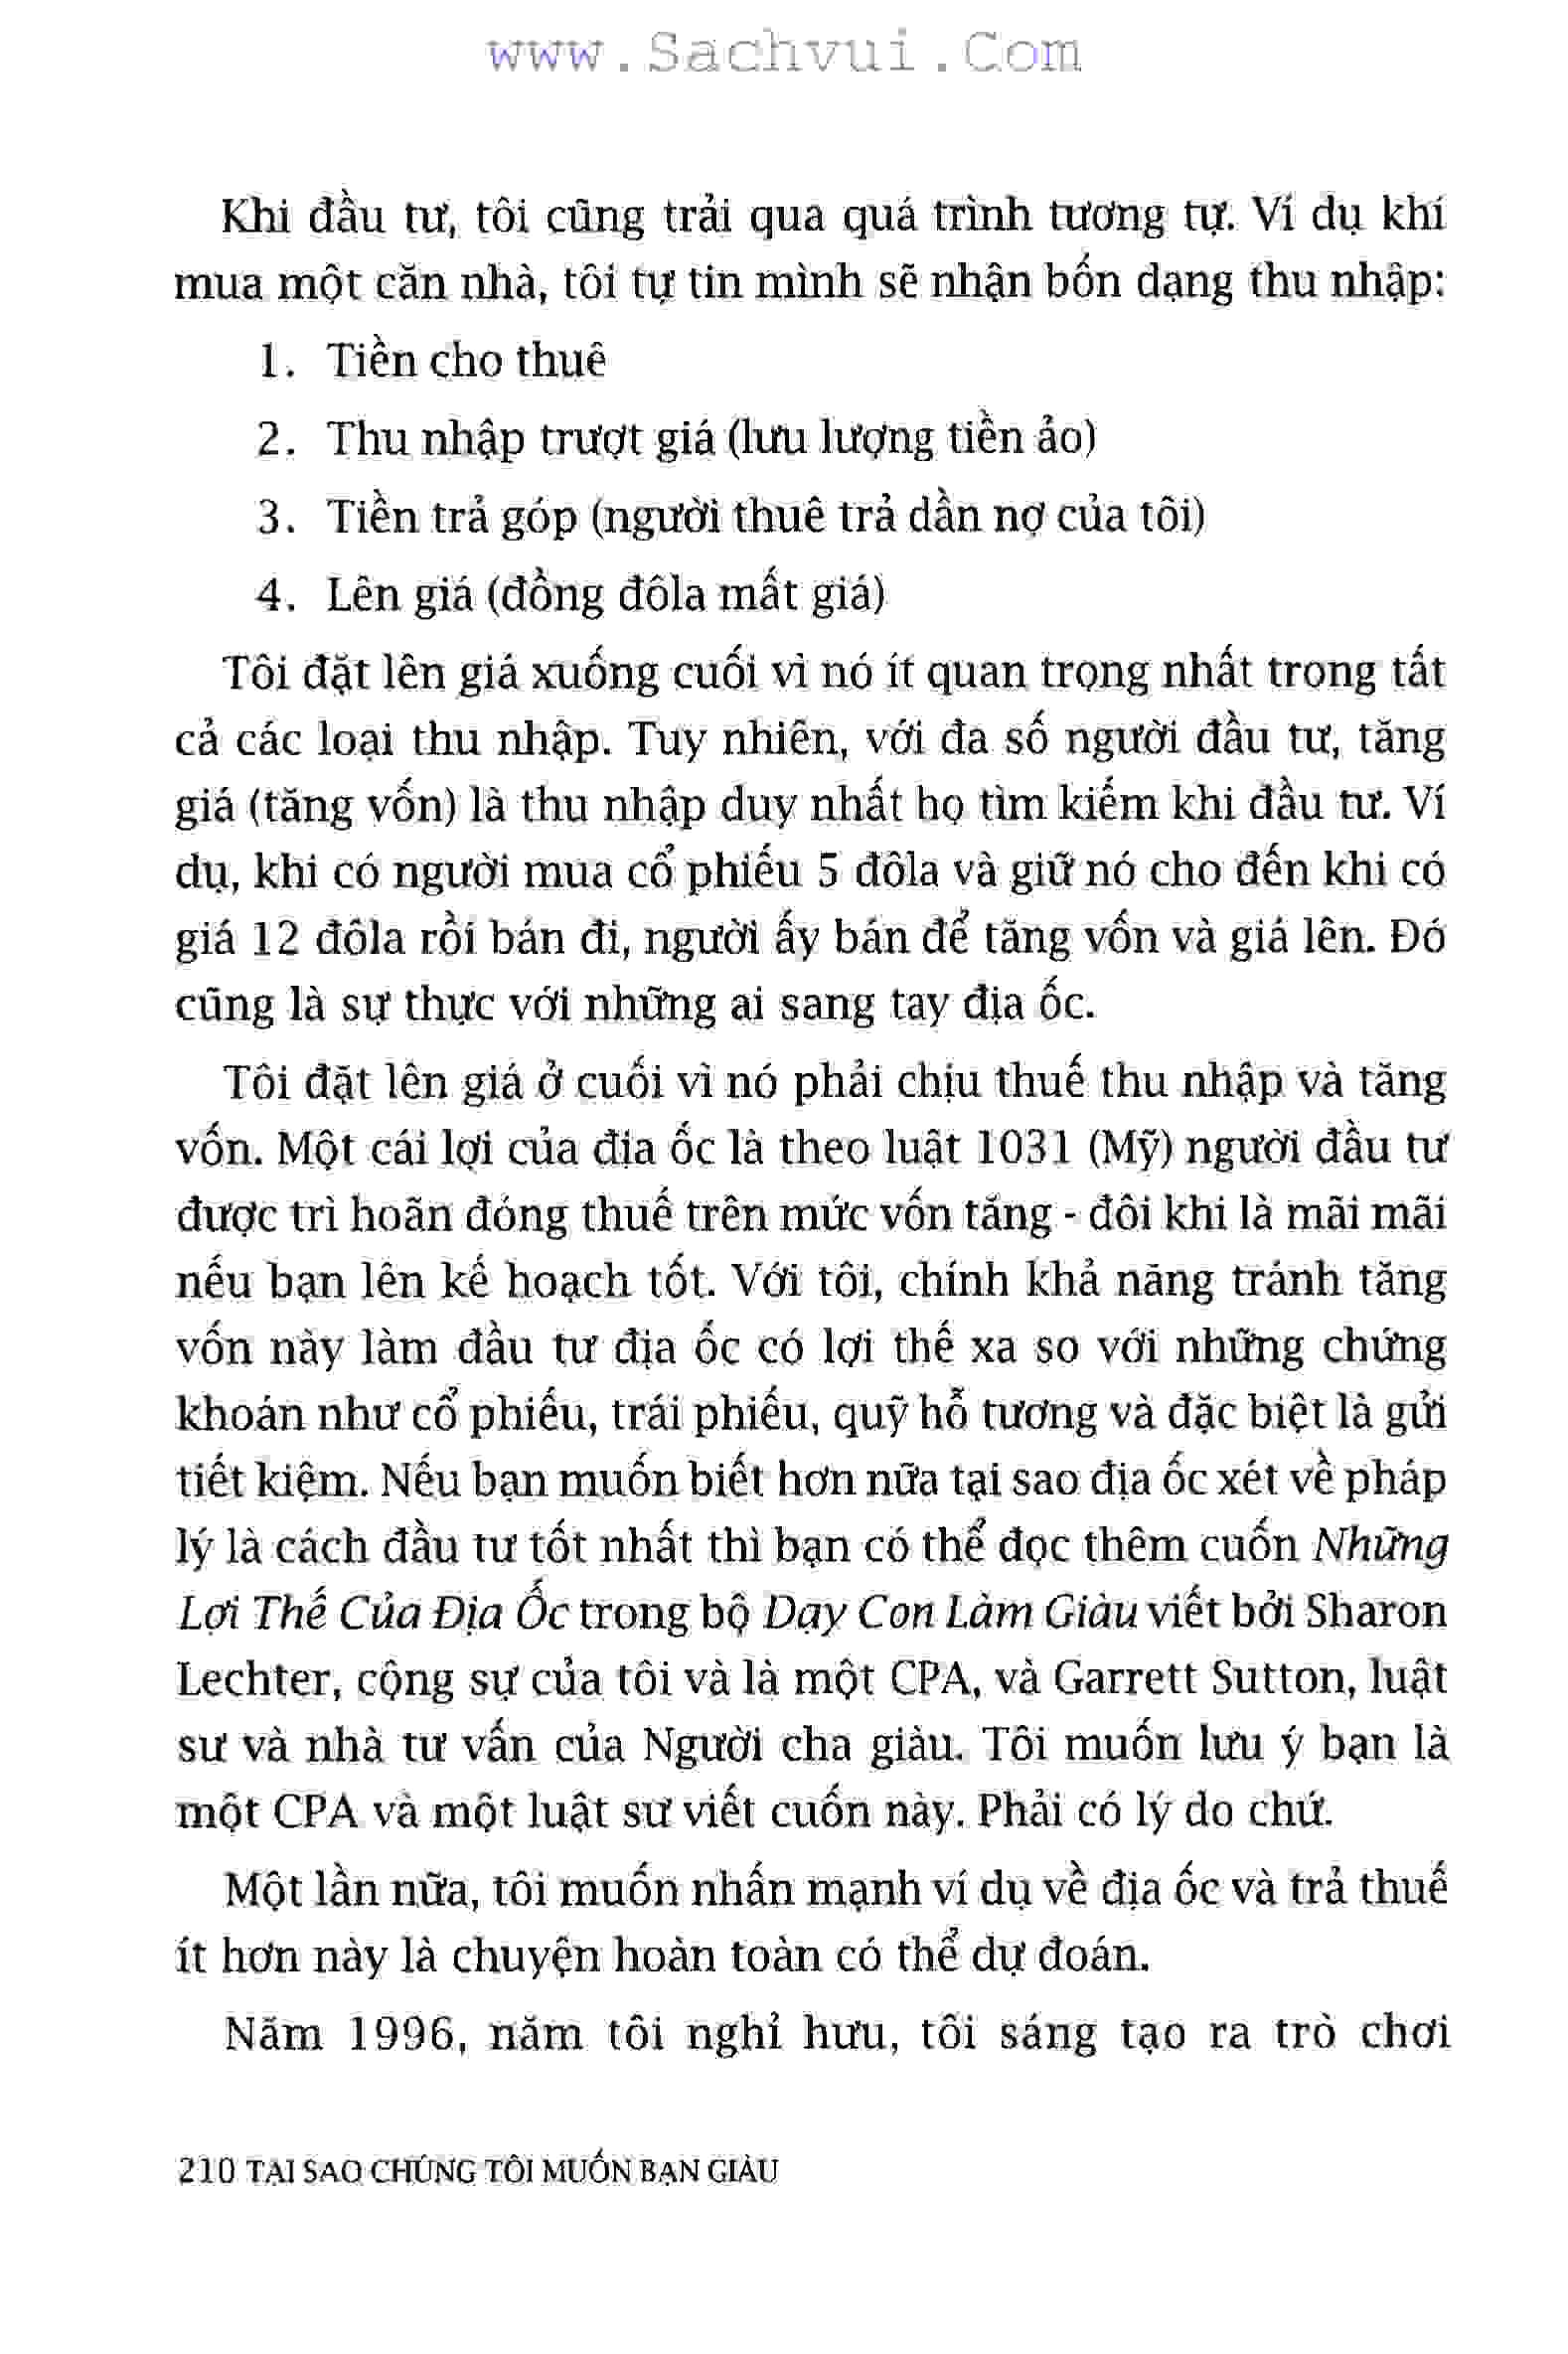 www.Sachvui.Com
Khi đầu tư, tôi cũng trải qua quá trình tương tự. Ví dụ khi
mua một căn nhà, tôi tự tin mình sẽ nhận bốn dạng thu nhập:
1. Tiền cho thuê
2. Thu nhập trượt giá (lưu lượng tiền ảo)
3. Tiền trả góp (người thuê trả dần nợ của tôi)
4. Lên giá (đồng đôla mất giá)
Tôi đặt lên giá xuống cuối vì nó ít quan trọng nhất trong tất
cả các loại thu nhập. Tuy nhiên, với đa số người đầu tư, tăng
giá (tăng vốn) là thu nhập duy nhất họ tìm kiếm khi đầu tư. Ví
dụ, khi có người mua cổ phiếu 5 đôla và giữ nó cho đến khi có
giá 12 đôla rồi bán đi, người ấy bán để tăng vốn và giá lên. Đó
cũng là sự thực với những ai sang tay địa ốc.
Tôi đặt lên giá ở cuối vì nó phải chịu thuế thu nhập và tăng
vốn. Một cái lợi của địa ốc là theo luật 1031 (Mỹ) người đầu tư
được trì hoãn đóng thuế trên mức vốn tăng - đôi khi là mãi mãi
nếu bạn lên kế hoạch tốt. Với tôi, chính khả năng tránh tăng
vốn này làm đầu tư địa ốc có lợi thế xa so với những chứng
khoán như cổ phiếu, trái phiếu, quỹ hỗ tương và đặc biệt là gửi
tiết kiệm. Nếu bạn muốn biết hơn nữa tại sao địa ốc xét về pháp
lý là cách đầu tư tốt nhất thì bạn có thể đọc thêm cuốn Những
Lợi Thế Của Địa Ốc trong bộ Dạy Con Làm Giàu viết bởi Sharon
Lechter, cộng sự của tôi và là một CPA, và Garrett Sutton, luật
sư và nhà tư vấn của Người cha giàu. Tôi muốn lưu ý bạn là
một CPA và một luật sư viết cuốn này. Phải có lý do chứ.
Một lần nữa, tôi muốn nhấn mạnh ví dụ về địa ốc và trả thuế
ít hơn này là chuyện hoàn toàn có thể dự đoán.
Năm 1996, năm tôi nghỉ hưu, tôi sáng tạo ra trò chơi
210 TẠI SAO CHÚNG TÔI MUỐN BẠN GIÀU